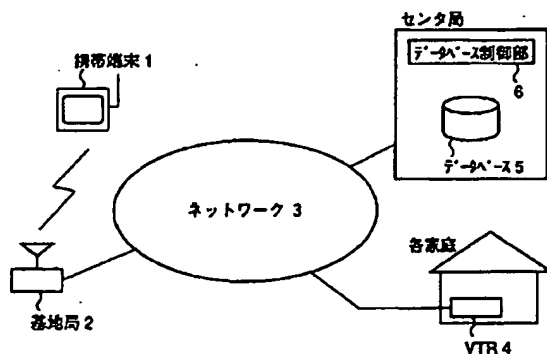 センタ局
データベース制御部
6
データベース5
携帯端末1
ネットワーク 3
各家庭
基地局2
VTR 4